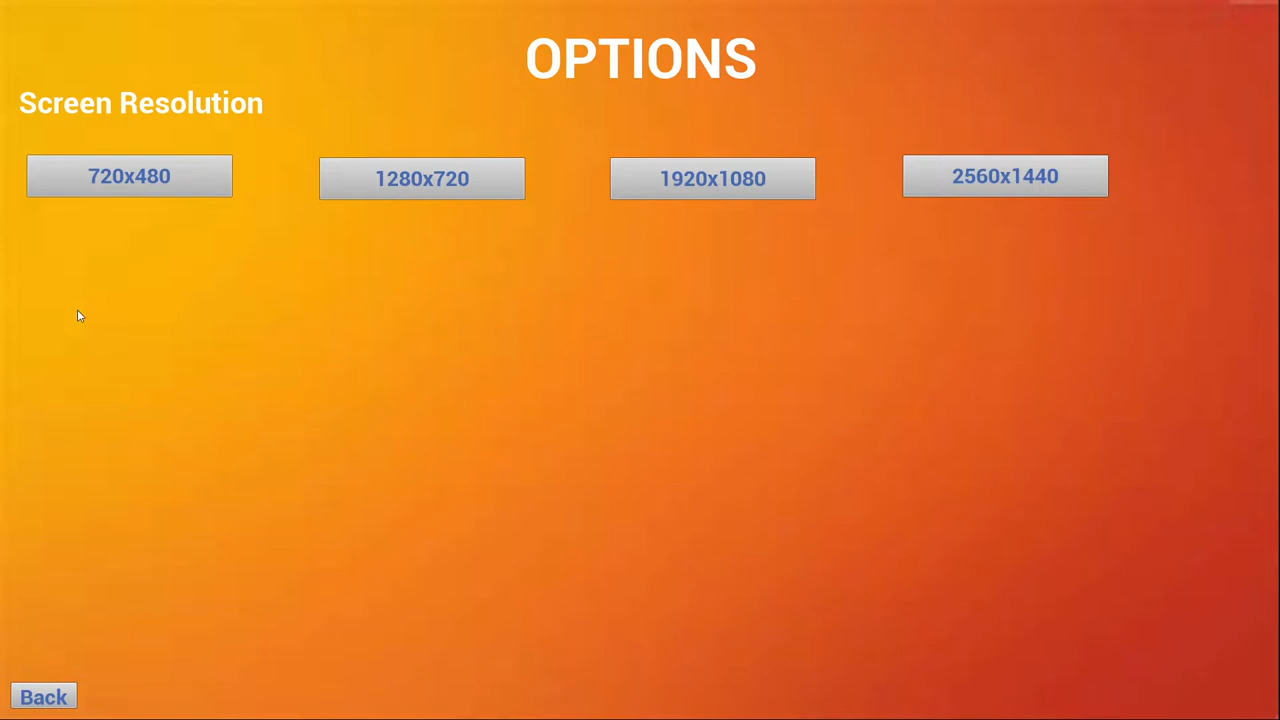 OPTIONS
Screen Resolution
720x480
1280x720
1920x1080
2560x1440
Back